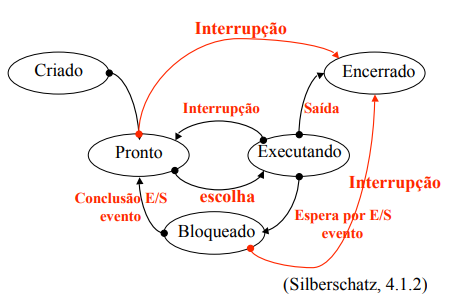 Interrupção
Criado
Encerrado
Interrupção
Saída
Pronto
Executando
Interrupção
Conclusão E/S
evento
escolha
Espera por E/S
evento
Bloqueado
(Silberschatz, 4.1.2)